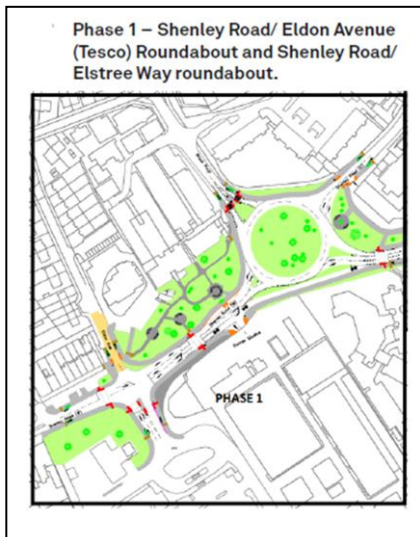 Phase 1 – Shenley Road/ Eldon Avenue
(Tesco) Roundabout and Shenley Road/
Elstree Way roundabout.
PHASE 1